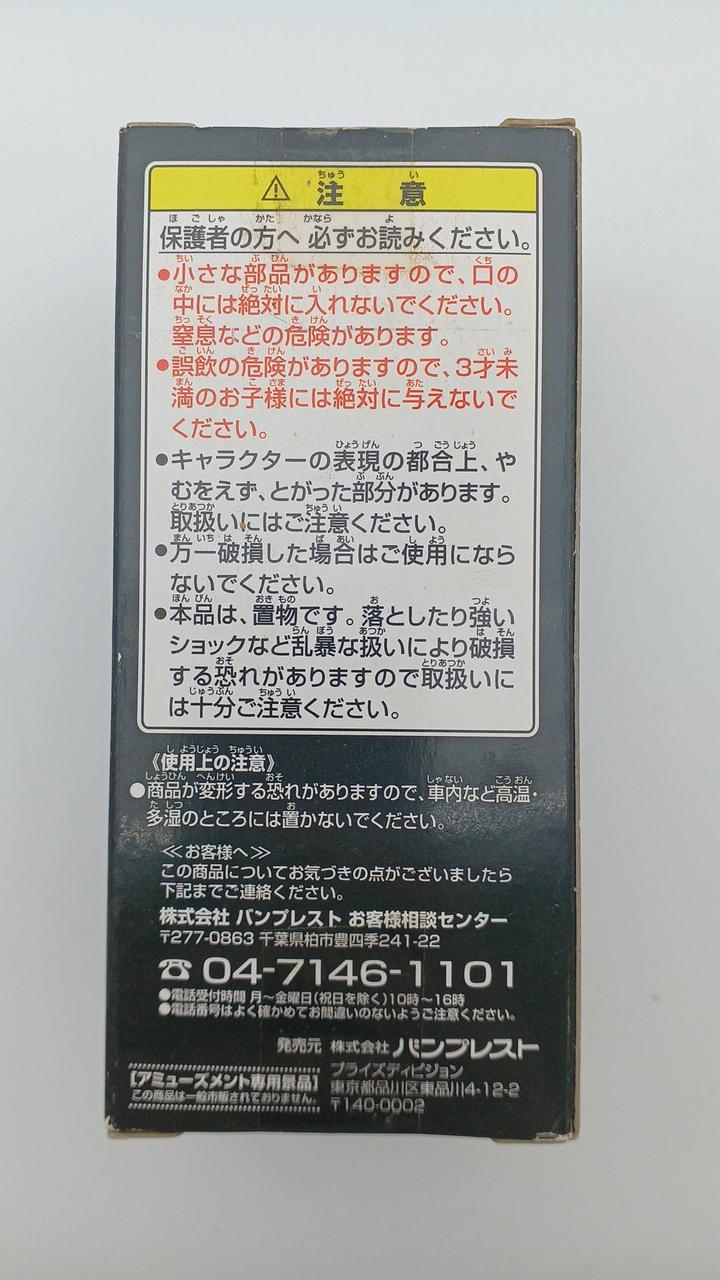 ⚠ 注意
保護者の方へ 必ずお読みください。
●小さな部品がありますので、口の
中には絶対に入れないでください。
窒息などの危険があります。
●誤飲の危険がありますので、3才未
満のお子様には絶対に与えないで
ください。
●キャラクターの表現の都合上、や
むをえず、とがった部分があります。
取扱いにはご注意ください。
●万一破損した場合はご使用になら
ないでください。
●本品は、置物です。落としたり強い
ショックなど乱暴な扱いにより破損
する恐れがありますので取扱いに
は十分ご注意ください。
《使用上の注意》
●商品が変形する恐れがありますので、車内など高温・
多湿のところには置かないでください。
≪お客様へ≫
この商品についてお気づきの点がございましたら
下記までご連絡ください。
株式会社 バンプレスト お客様相談センター
〒277-0863 千葉県柏市豊四季241-22
☎ 04-7146-1101
●電話受付時間 月～金曜日(祝日を除く)10時～16時
●電話番号はよく確かめてお間違いのないようご注意ください。
発売元 株式会社 バンプレスト
プライズディビジョン
東京都品川区東品川4-12-2
〒140-0002
【アミューズメント専用景品】
この商品は一般市販されておりません。